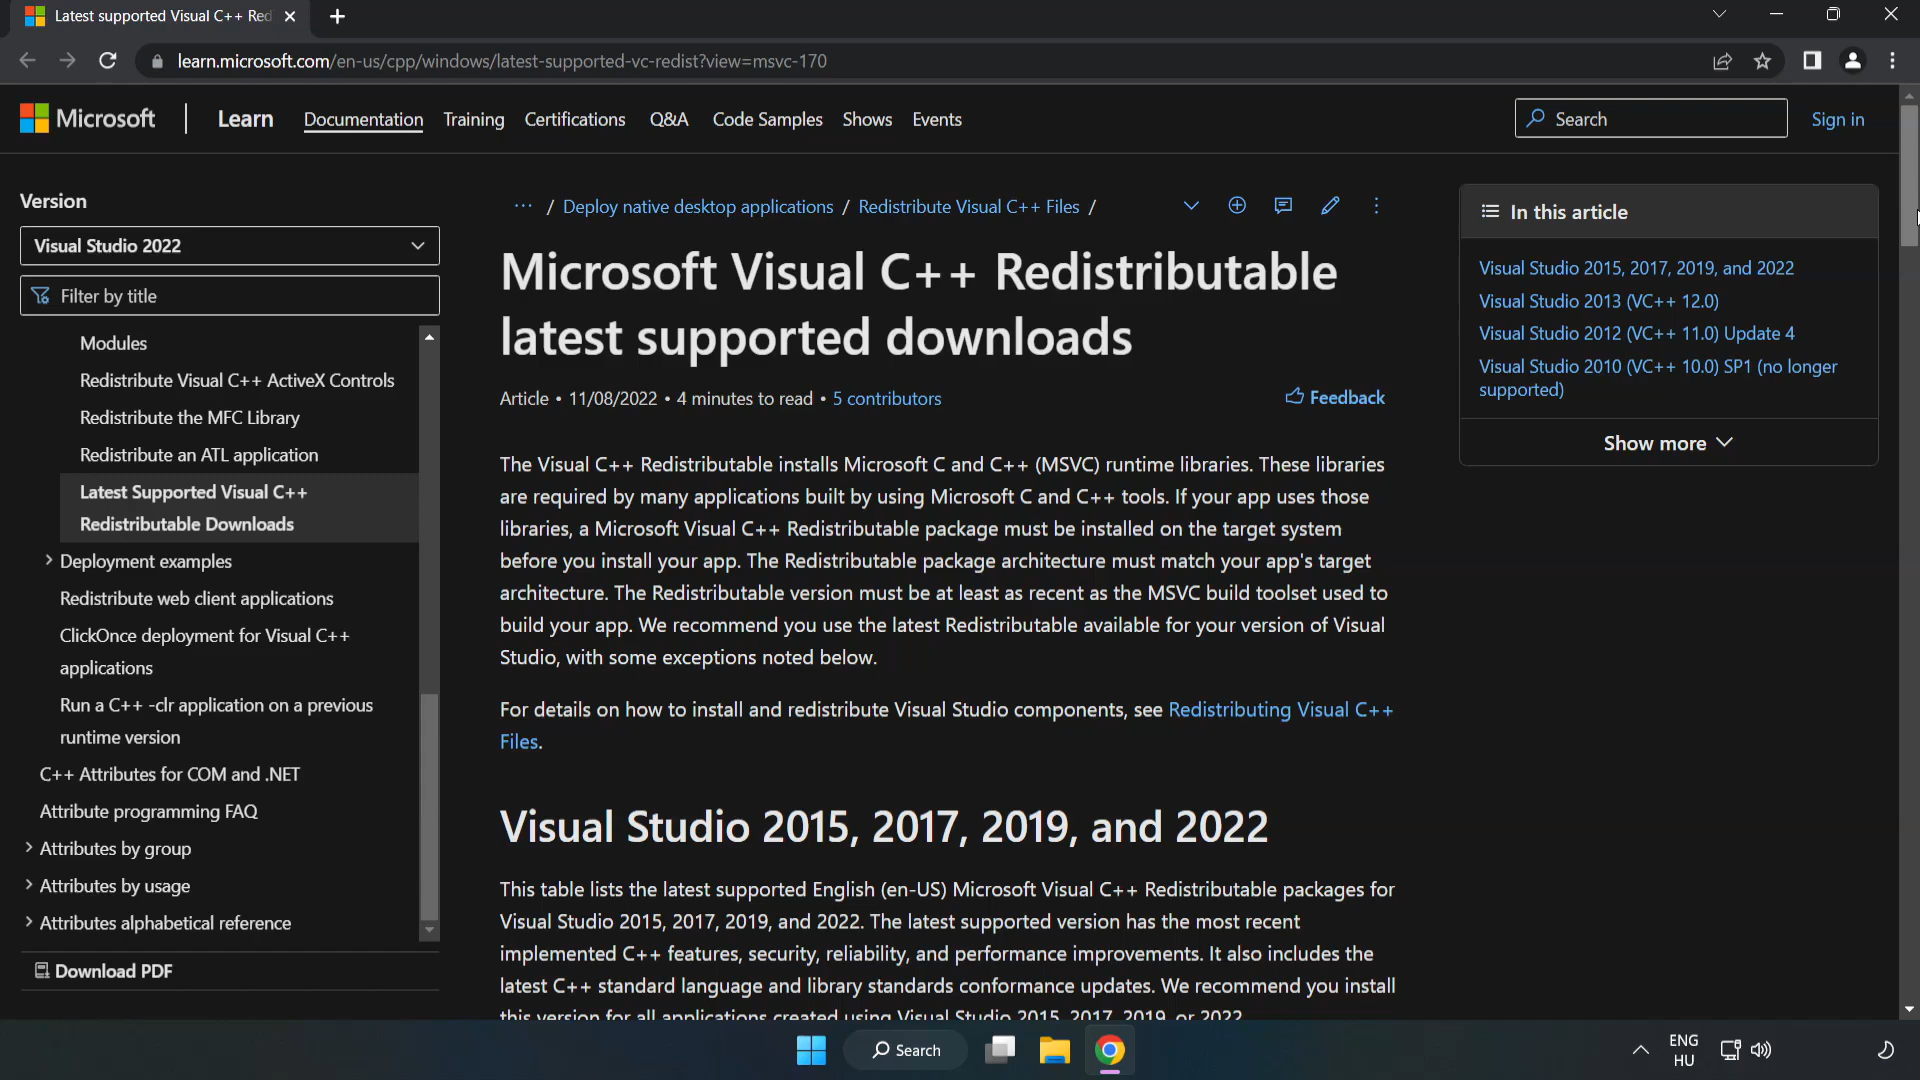 Latest supported Visual C++ Red
learn.microsoft.com/en-us/cpp/windows/latest-supported-vc-redist?view=msvc-170
Microsoft
Learn
Documentation
Training
Certifications
Q&A
Code Samples
Shows
Events
Search
Sign in
Version
Visual Studio 2022
Filter by title
Modules
Redistribute Visual C++ ActiveX Controls
Redistribute the MFC Library
Redistribute an ATL application
Latest Supported Visual C++
Redistributable Downloads
Deployment examples
Redistribute web client applications
ClickOnce deployment for Visual C++
applications
Run a C++ -clr application on a previous
runtime version
C++ Attributes for COM and .NET
Attribute programming FAQ
Attributes by group
Attributes by usage
Attributes alphabetical reference
Download PDF
··· / Deploy native desktop applications / Redistribute Visual C++ Files /
Microsoft Visual C++ Redistributable
latest supported downloads
Article • 11/08/2022 • 4 minutes to read • 5 contributors
Feedback
The Visual C++ Redistributable installs Microsoft C and C++ (MSVC) runtime libraries. These libraries
are required by many applications built by using Microsoft C and C++ tools. If your app uses those
libraries, a Microsoft Visual C++ Redistributable package must be installed on the target system
before you install your app. The Redistributable package architecture must match your app's target
architecture. The Redistributable version must be at least as recent as the MSVC build toolset used to
build your app. We recommend you use the latest Redistributable available for your version of Visual
Studio, with some exceptions noted below.
For details on how to install and redistribute Visual Studio components, see Redistributing Visual C++
Files.
Visual Studio 2015, 2017, 2019, and 2022
This table lists the latest supported English (en-US) Microsoft Visual C++ Redistributable packages for
Visual Studio 2015, 2017, 2019, and 2022. The latest supported version has the most recent
implemented C++ features, security, reliability, and performance improvements. It also includes the
latest C++ standard language and library standards conformance updates. We recommend you install
this version for all applications created using Visual Studio 2015, 2017, 2019, or 2022.
In this article
Visual Studio 2015, 2017, 2019, and 2022
Visual Studio 2013 (VC++ 12.0)
Visual Studio 2012 (VC++ 11.0) Update 4
Visual Studio 2010 (VC++ 10.0) SP1 (no longer
supported)
Show more
Search
ENG
HU